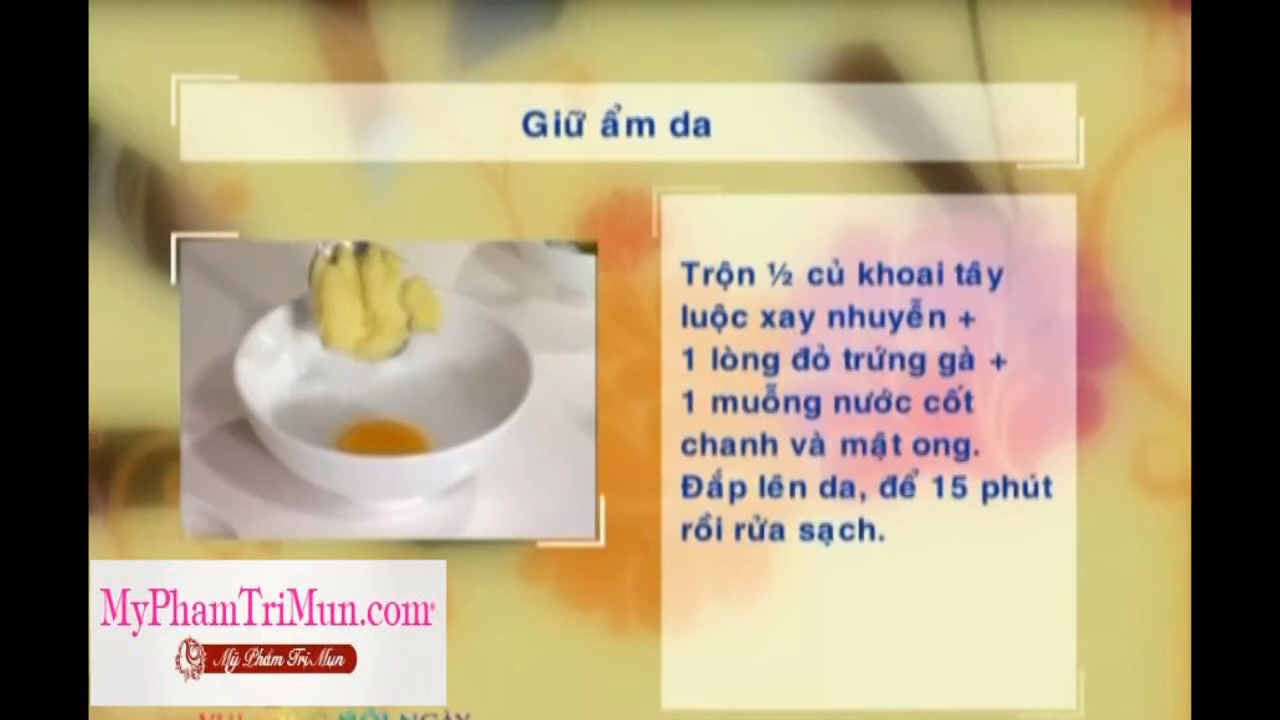 Giữ ẩm da
Trộn ½ củ khoai tây
luộc xay nhuyễn +
1 lòng đỏ trứng gà +
1 muỗng nước cốt
chanh và mật ong.
Đắp lên da, để 15 phút
rồi rửa sạch.
MyPhamTriMun.com
Mỹ Phẩm Trị Mụn